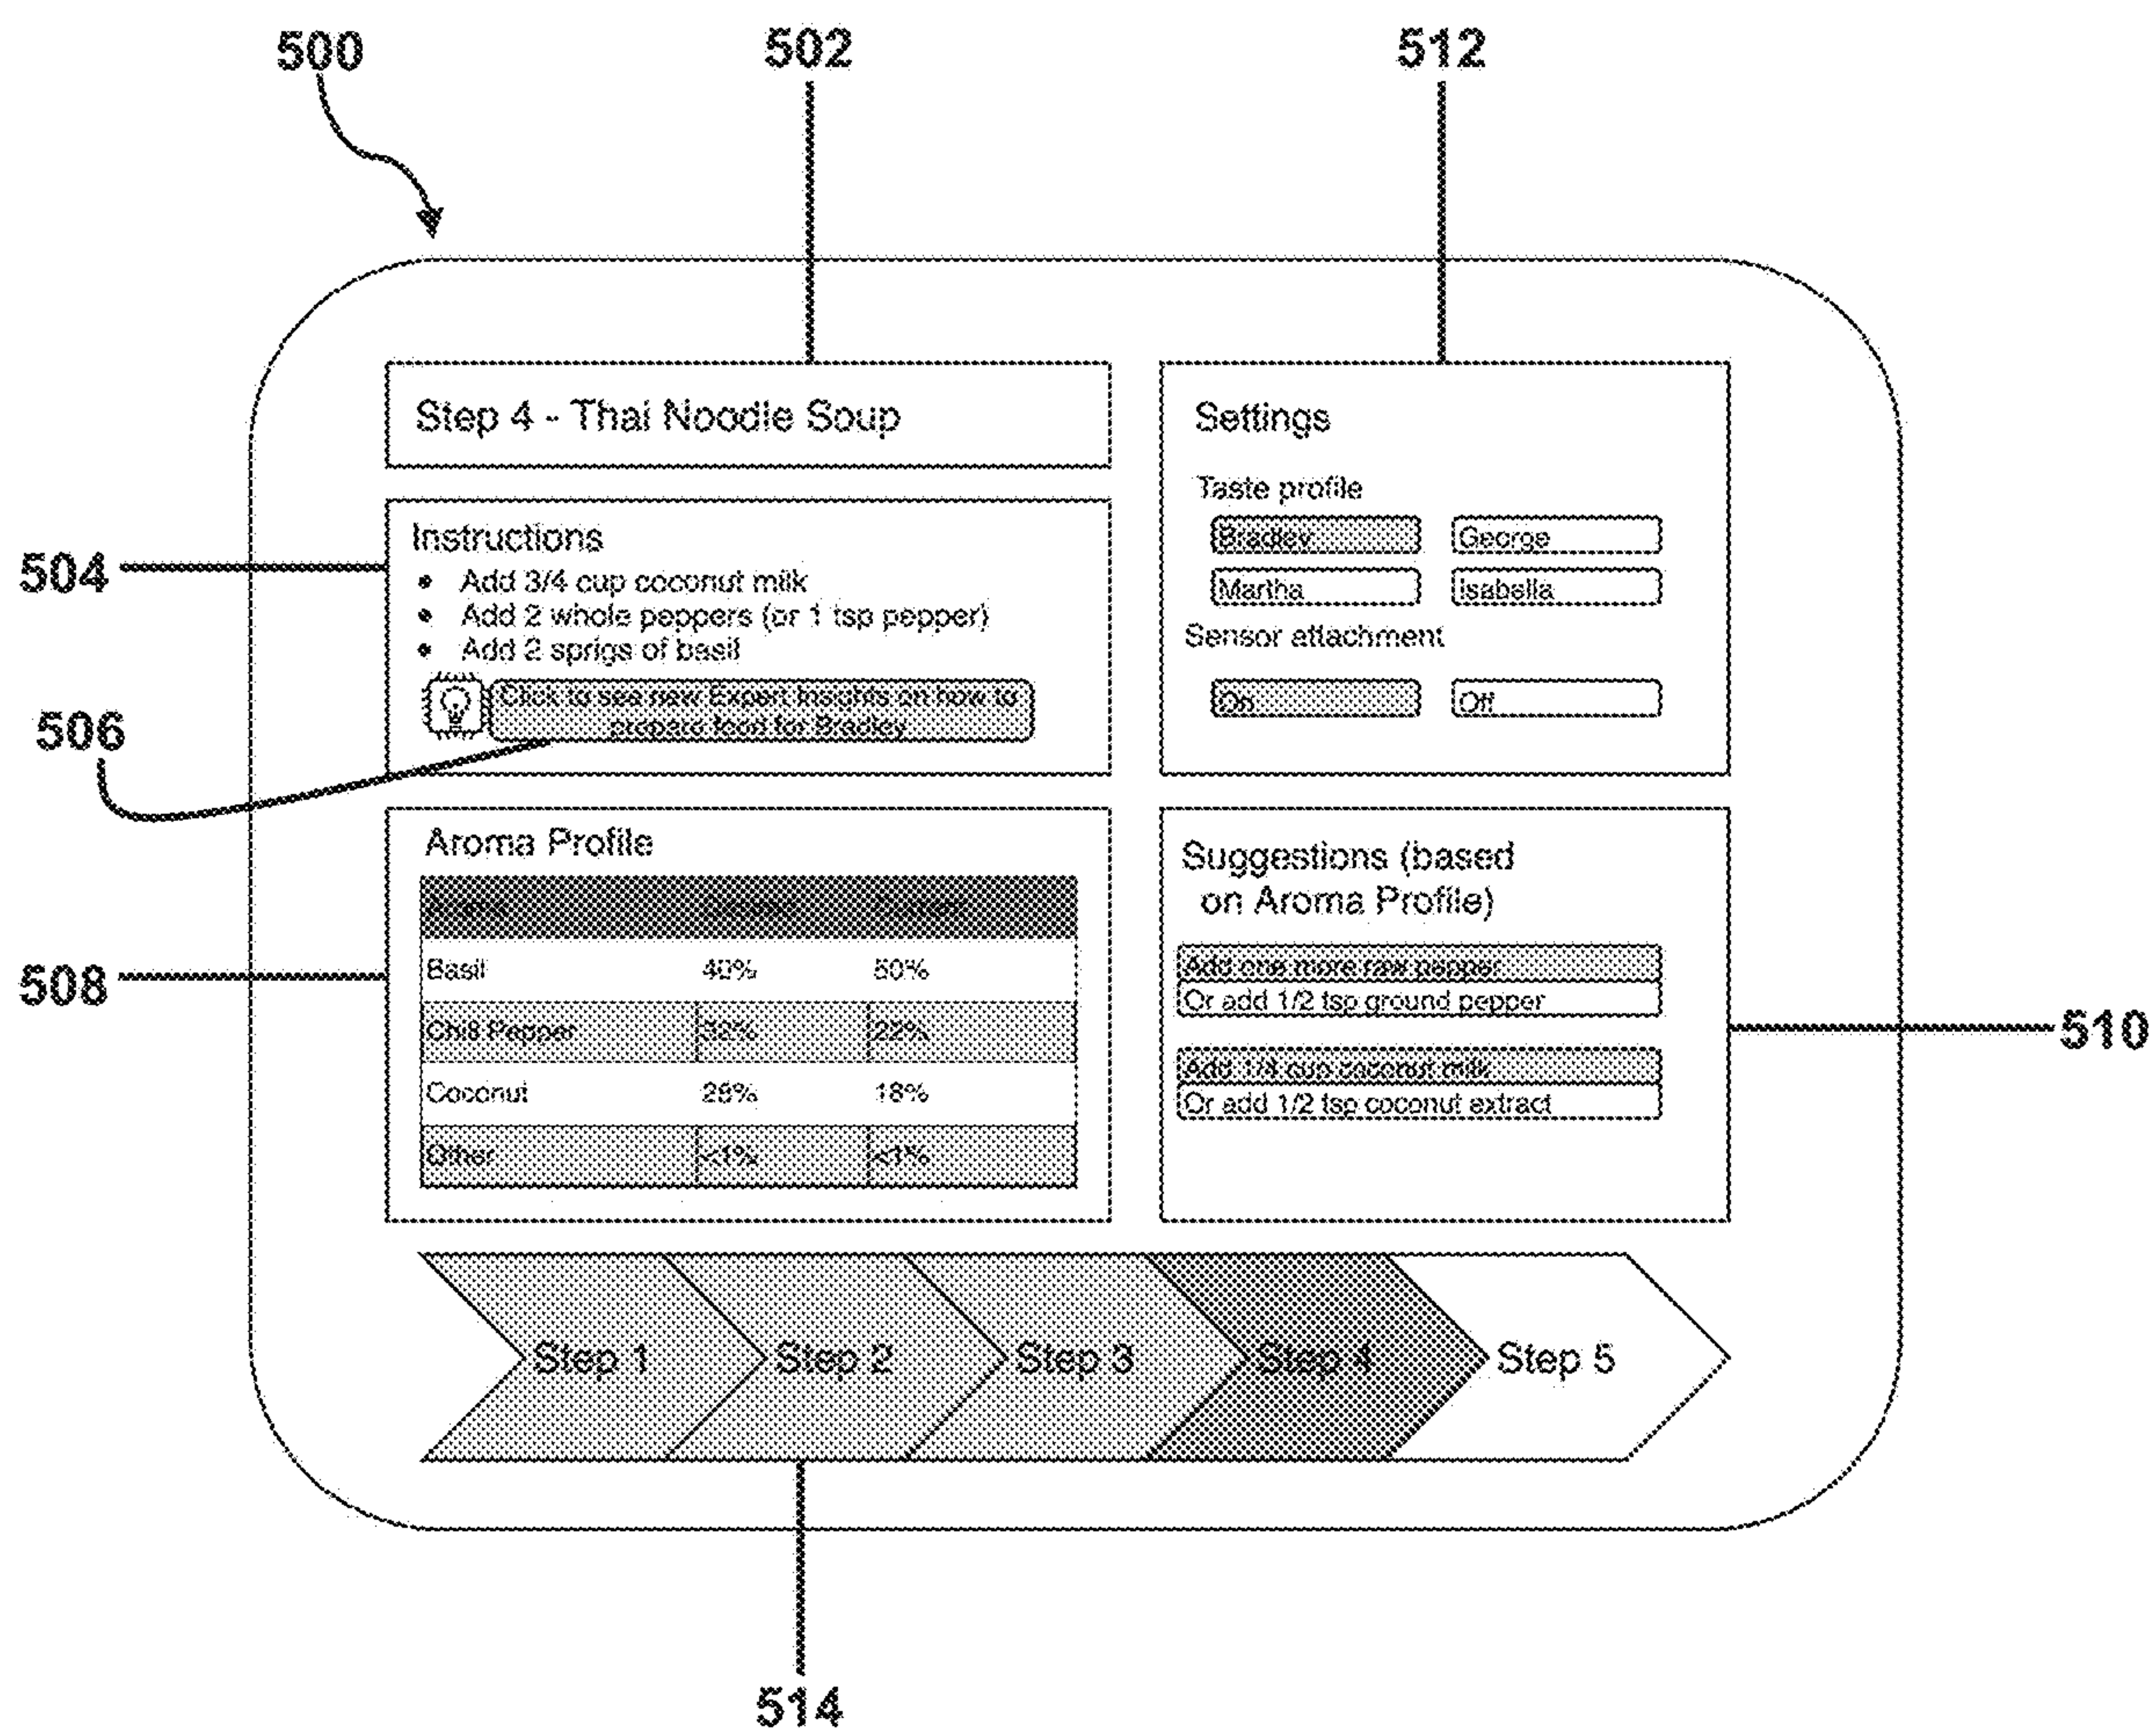 500
502
512
Step 4 - Thai Noodle Soup
Settings
Taste profile
Bradley
George
Martha
Isabella
Sensor attachment
On
Off
504
Instructions
• Add 3/4 cup coconut milk
• Add 2 whole peppers (or 1 tsp pepper)
• Add 2 sprigs of basil
Click to see new Expert Insights on how to
prepare food for Bradley
506
508
Aroma Profile
Aroma Desired Current
Basil 40% 50%
Chili Pepper 32% 22%
Coconut 28% 18%
Other <1% <1%
Suggestions (based
on Aroma Profile)
Add one more raw pepper
Or add 1/2 tsp ground pepper
Add 1/4 cup coconut milk
Or add 1/2 tsp coconut extract
510
Step 1
Step 2
Step 3
Step 4
Step 5
514